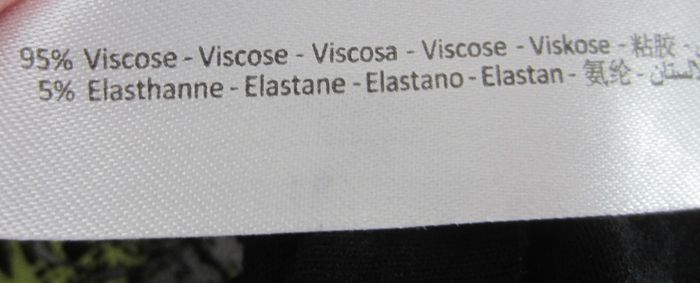 95% Viscose - Viscose - Viscosa - Viscose - Viskose - 粘胶 -
5% Elasthanne - Elastane - Elastano - Elastan - 氨纶 -